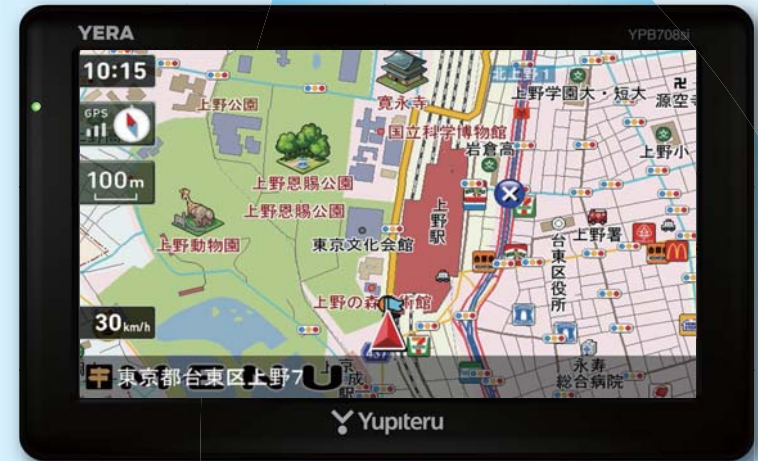 YERA
YPB708si
10:15
北上野1
上野公園
寛永寺
上野学園大・短大
源空寺
GPS
国立科学博物館
岩倉高
上野小
100m
上野恩賜公園
上野恩賜公園
上野駅
上野動物園
東京文化会館
上野署
台東区役所
上野の森美術館
30km/h
437
東京都台東区上野7
京成
駅
永寿
総合病院
Yupiteru